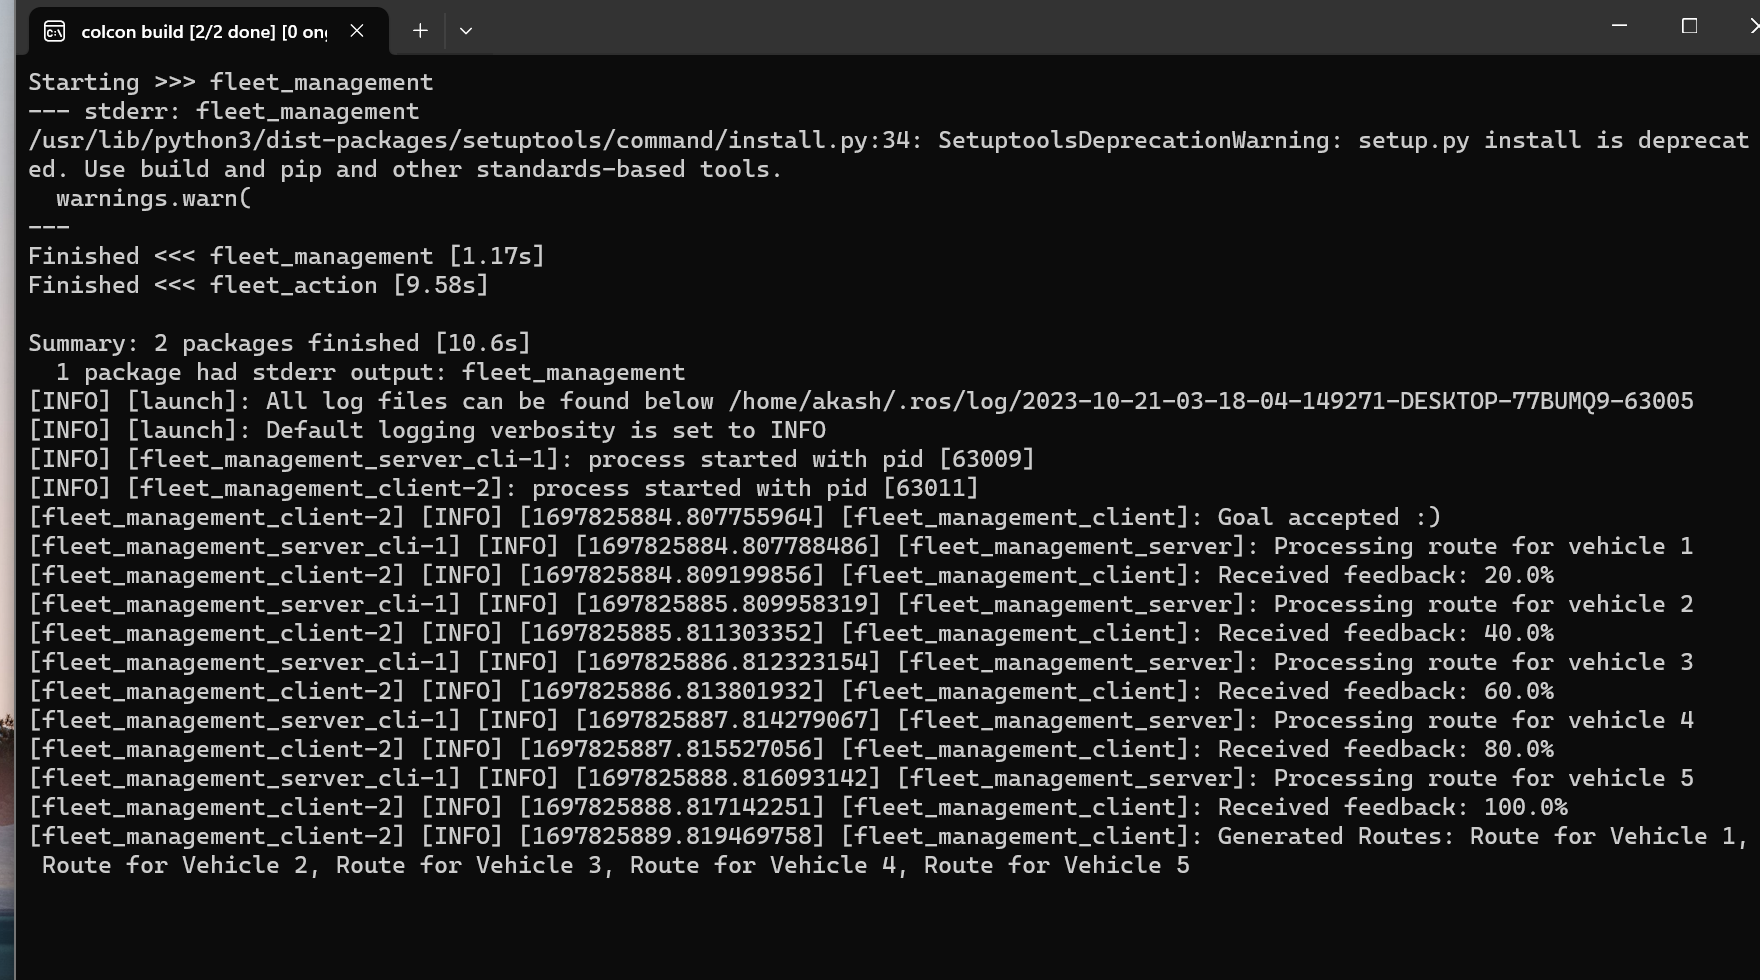 colcon build [2/2 done] [0 on
Starting >>> fleet_management
--- stderr: fleet_management
/usr/lib/python3/dist-packages/setuptools/command/install.py:34: SetuptoolsDeprecationWarning: setup.py install is deprecat
ed. Use build and pip and other standards-based tools.
  warnings.warn(
---
Finished <<< fleet_management [1.17s]
Finished <<< fleet_action [9.58s]

Summary: 2 packages finished [10.6s]
  1 package had stderr output: fleet_management
[INFO] [launch]: All log files can be found below /home/akash/.ros/log/2023-10-21-03-18-04-149271-DESKTOP-77BUMQ9-63005
[INFO] [launch]: Default logging verbosity is set to INFO
[INFO] [fleet_management_server_cli-1]: process started with pid [63009]
[INFO] [fleet_management_client-2]: process started with pid [63011]
[fleet_management_client-2] [INFO] [1697825884.807755964] [fleet_management_client]: Goal accepted :)
[fleet_management_server_cli-1] [INFO] [1697825884.807788486] [fleet_management_server]: Processing route for vehicle 1
[fleet_management_client-2] [INFO] [1697825884.809199856] [fleet_management_client]: Received feedback: 20.0%
[fleet_management_server_cli-1] [INFO] [1697825885.809958319] [fleet_management_server]: Processing route for vehicle 2
[fleet_management_client-2] [INFO] [1697825885.811303352] [fleet_management_client]: Received feedback: 40.0%
[fleet_management_server_cli-1] [INFO] [1697825886.812323154] [fleet_management_server]: Processing route for vehicle 3
[fleet_management_client-2] [INFO] [1697825886.813801932] [fleet_management_client]: Received feedback: 60.0%
[fleet_management_server_cli-1] [INFO] [1697825887.814279067] [fleet_management_server]: Processing route for vehicle 4
[fleet_management_client-2] [INFO] [1697825887.815527056] [fleet_management_client]: Received feedback: 80.0%
[fleet_management_server_cli-1] [INFO] [1697825888.816093142] [fleet_management_server]: Processing route for vehicle 5
[fleet_management_client-2] [INFO] [1697825888.817142251] [fleet_management_client]: Received feedback: 100.0%
[fleet_management_client-2] [INFO] [1697825889.819469758] [fleet_management_client]: Generated Routes: Route for Vehicle 1,
 Route for Vehicle 2, Route for Vehicle 3, Route for Vehicle 4, Route for Vehicle 5